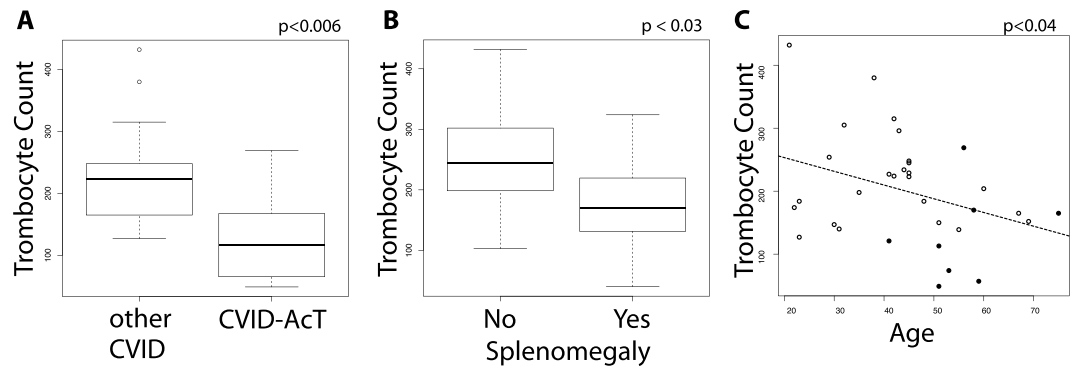 A
p<0.006
Trombocyte Count
400
300
200
100
other
CVID
CVID-AcT
B
p < 0.03
Trombocyte Count
400
300
200
100
No
Yes
Splenomegaly
C
p<0.04
Trombocyte Count
400
300
200
100
20 30 40 50 60 70
Age